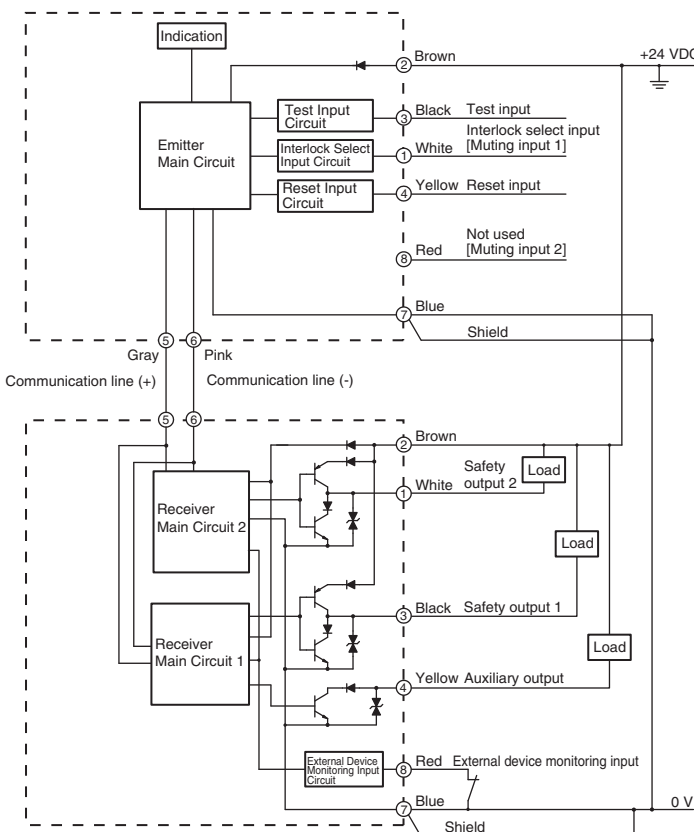 Indication
② Brown
+24 VDC
Emitter
Main Circuit
Test Input
Circuit
③ Black Test input
Interlock Select
Input Circuit
① White Interlock select input
[Muting input 1]
Reset Input
Circuit
④ Yellow Reset input
⑧ Red Not used
[Muting input 2]
⑦ Blue
Shield
⑤ ⑥
Gray Pink
Communication line (+) Communication line (-)
⑤ ⑥
② Brown
Receiver
Main Circuit 2
① White Safety
output 2
Load
Load
Receiver
Main Circuit 1
③ Black Safety output 1
Load
④ Yellow Auxiliary output
External Device
Monitoring Input
Circuit
⑧ Red External device monitoring input
⑦ Blue
0 V
Shield